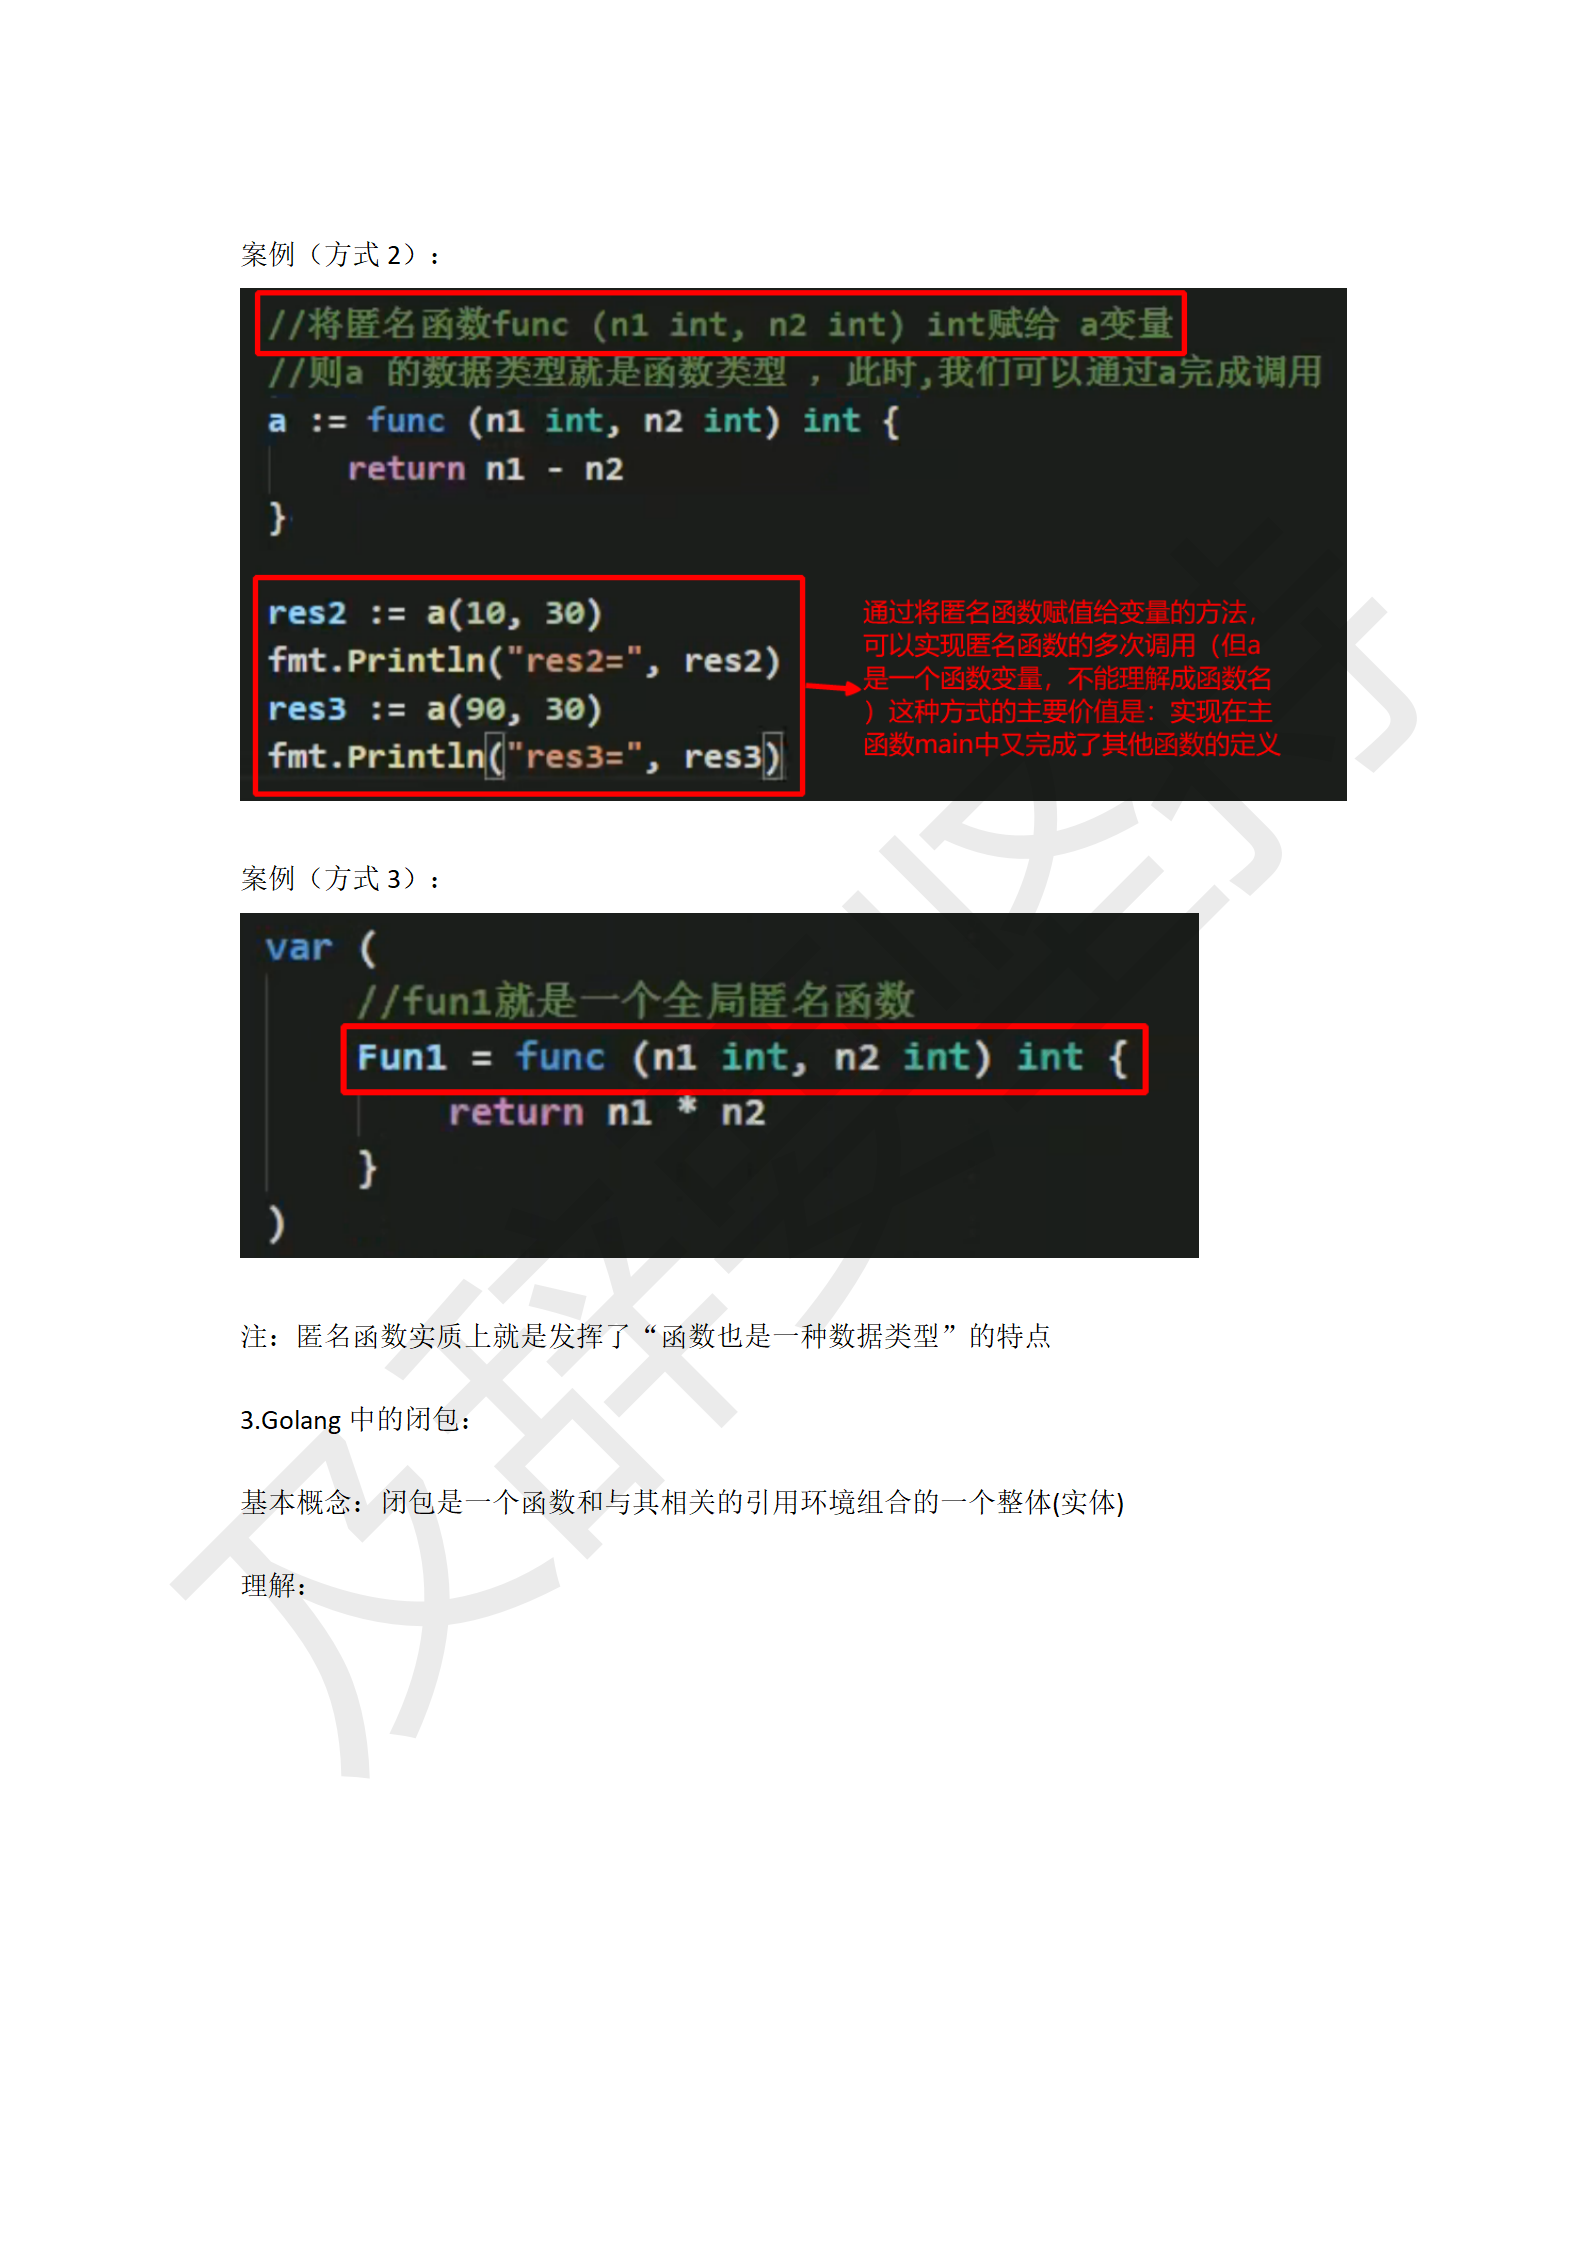 案例（方式 2）：
//将匿名函数func (n1 int, n2 int) int赋给 a变量
//则a 的数据类型就是函数类型 ，此时,我们可以通过a完成调用
a := func (n1 int, n2 int) int {
return n1 - n2
}
res2 := a(10, 30)
fmt.Println("res2=", res2)
res3 := a(90, 30)
fmt.Println("res3=", res3)
通过将匿名函数赋值给变量的方法，
可以实现匿名函数的多次调用（但a
是一个函数变量，不能理解成函数名
）这种方式的主要价值是：实现在主
函数main中又完成了其他函数的定义
案例（方式 3）：
var (
//fun1就是一个全局匿名函数
Fun1 = func (n1 int, n2 int) int {
return n1 * n2
}
)
注：匿名函数实质上就是发挥了“函数也是一种数据类型”的特点
3.Golang 中的闭包：
基本概念：闭包是一个函数和与其相关的引用环境组合的一个整体(实体)
理解：